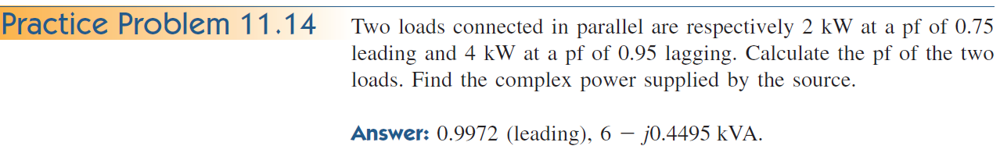 Practice Problem 11.14
Two loads connected in parallel are respectively 2 kW at a pf of 0.75
leading and 4 kW at a pf of 0.95 lagging. Calculate the pf of the two
loads. Find the complex power supplied by the source.
Answer: 0.9972 (leading), 6 − j0.4495 kVA.